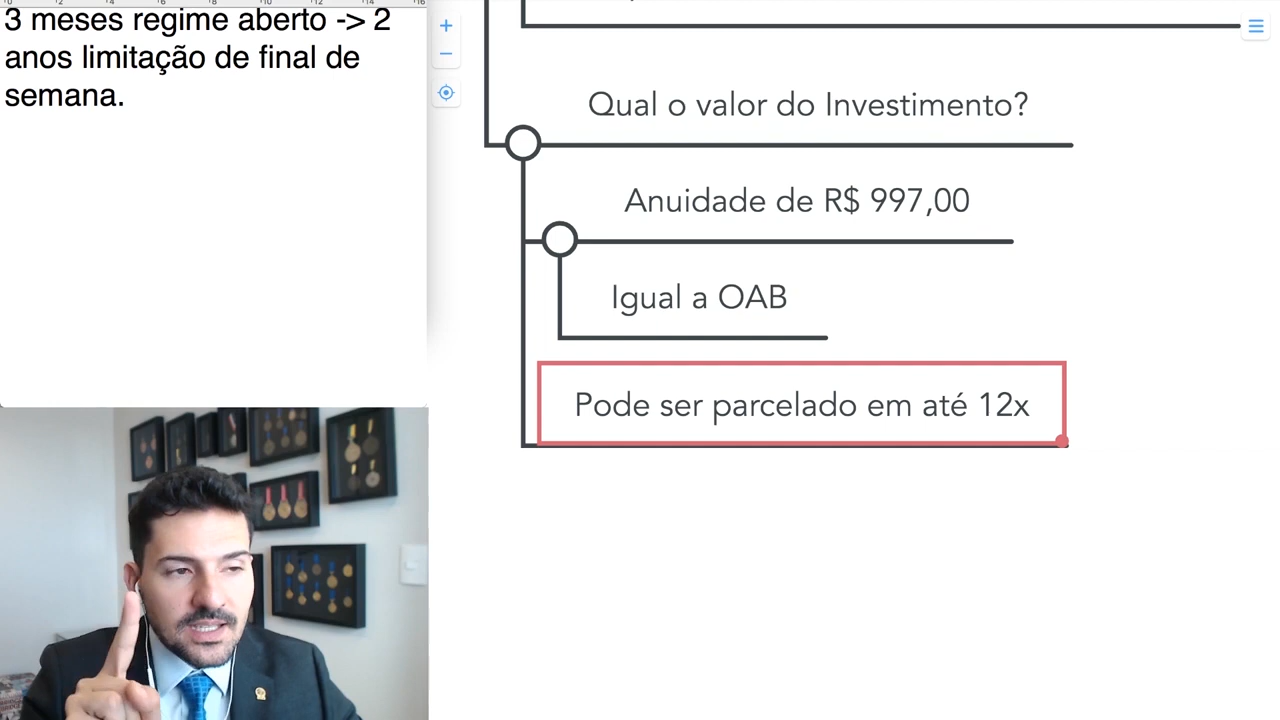 3 meses regime aberto -> 2
anos limitação de final de
semana.
Qual o valor do Investimento?
Anuidade de R$ 997,00
Igual a OAB
Pode ser parcelado em até 12x